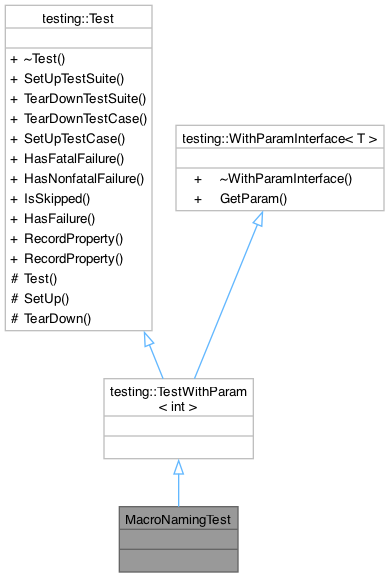 testing::Test
+ ~Test()
+ SetUpTestSuite()
+ TearDownTestSuite()
+ TearDownTestCase()
+ SetUpTestCase()
+ HasFatalFailure()
+ HasNonfatalFailure()
+ IsSkipped()
+ HasFailure()
+ RecordProperty()
+ RecordProperty()
# Test()
# SetUp()
# TearDown()
testing::WithParamInterface< T >
+ ~WithParamInterface()
+ GetParam()
testing::TestWithParam
< int >
MacroNamingTest